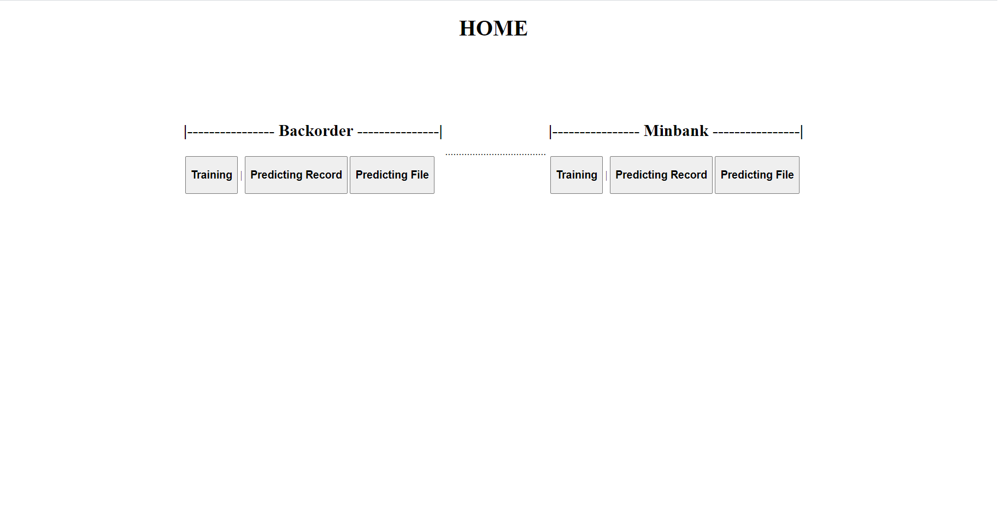 HOME
|---------------- Backorder ---------------| ..................................... |---------------- Minbank ----------------|
Training | Predicting Record Predicting File Training | Predicting Record Predicting File